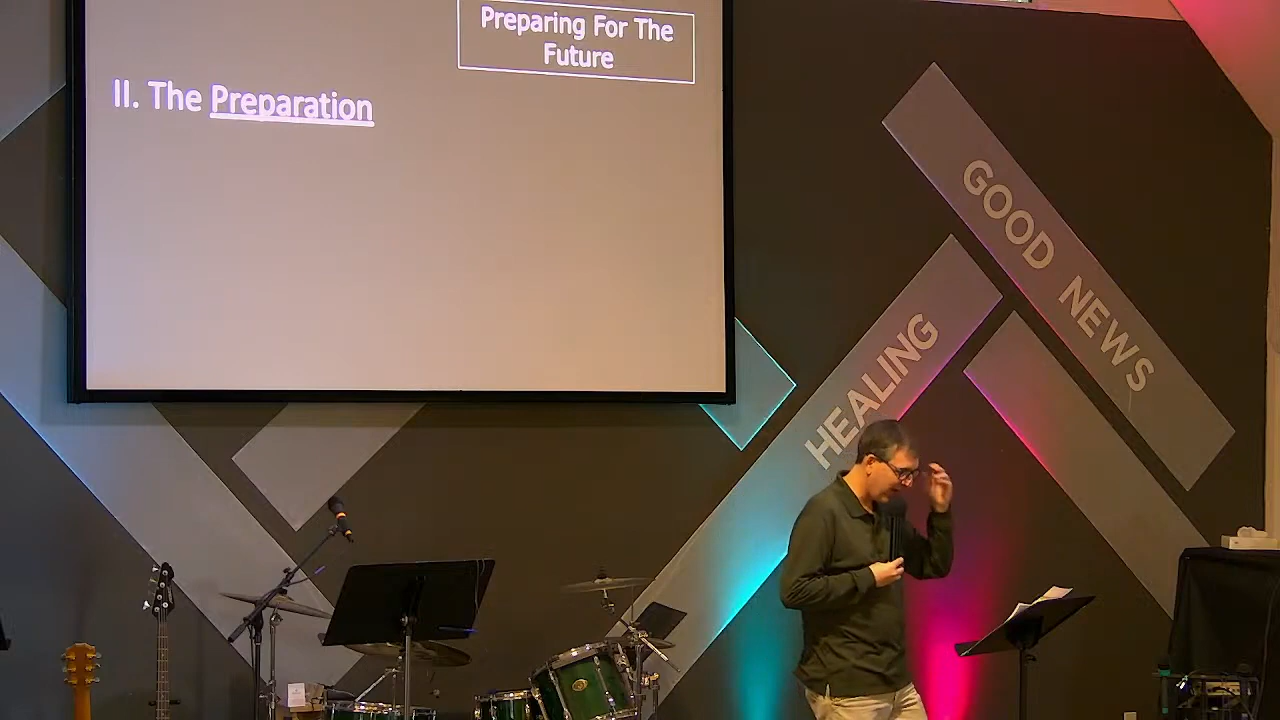 Preparing For The
Future
II. The Preparation
GOOD NEWS
HEALING